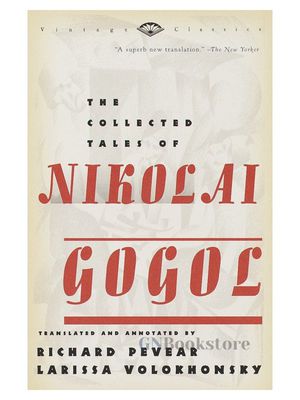 Vintage Classics
"A superb new translation." —The New Yorker
THE
COLLECTED
TALES OF
NIKOLAI
GOGOL
TRANSLATED AND ANNOTATED BY
RICHARD PEVEAR
GNBookstore
LARISSA VOLOKHONSKY